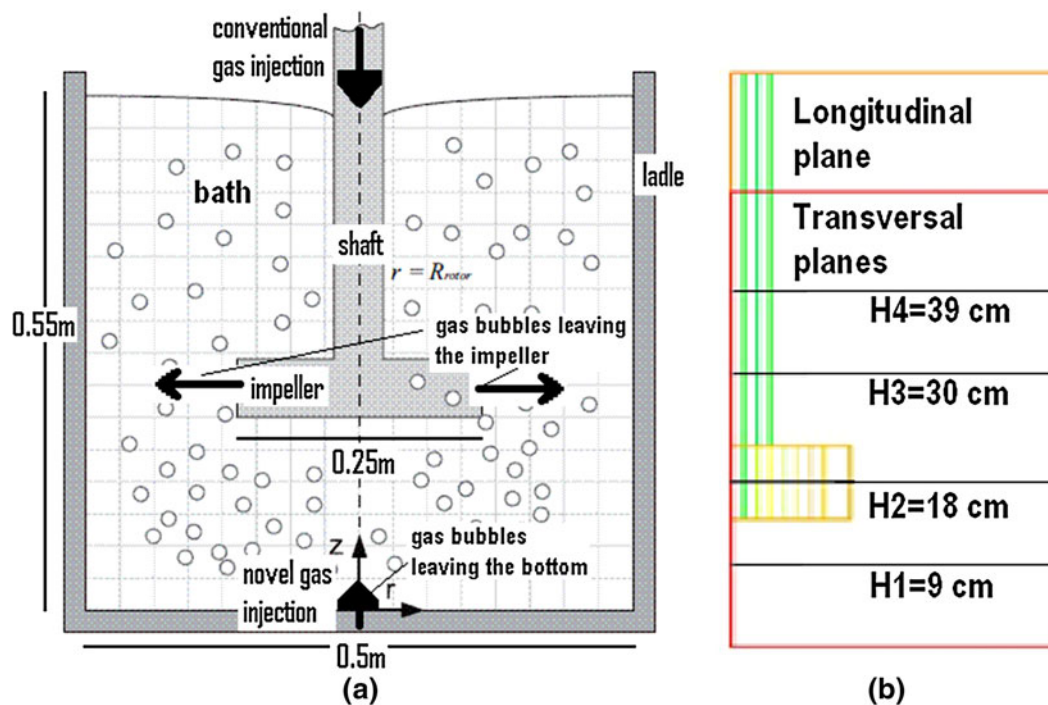 conventional
gas injection
bath
ladle
shaft
r = Rrotor
0.55m
gas bubbles leaving
the impeller
impeller
0.25m
gas bubbles
leaving the bottom
z
novel gas
injection
r
0.5m
(a)
Longitudinal
plane
Transversal
planes
H4=39 cm
H3=30 cm
H2=18 cm
H1=9 cm
(b)